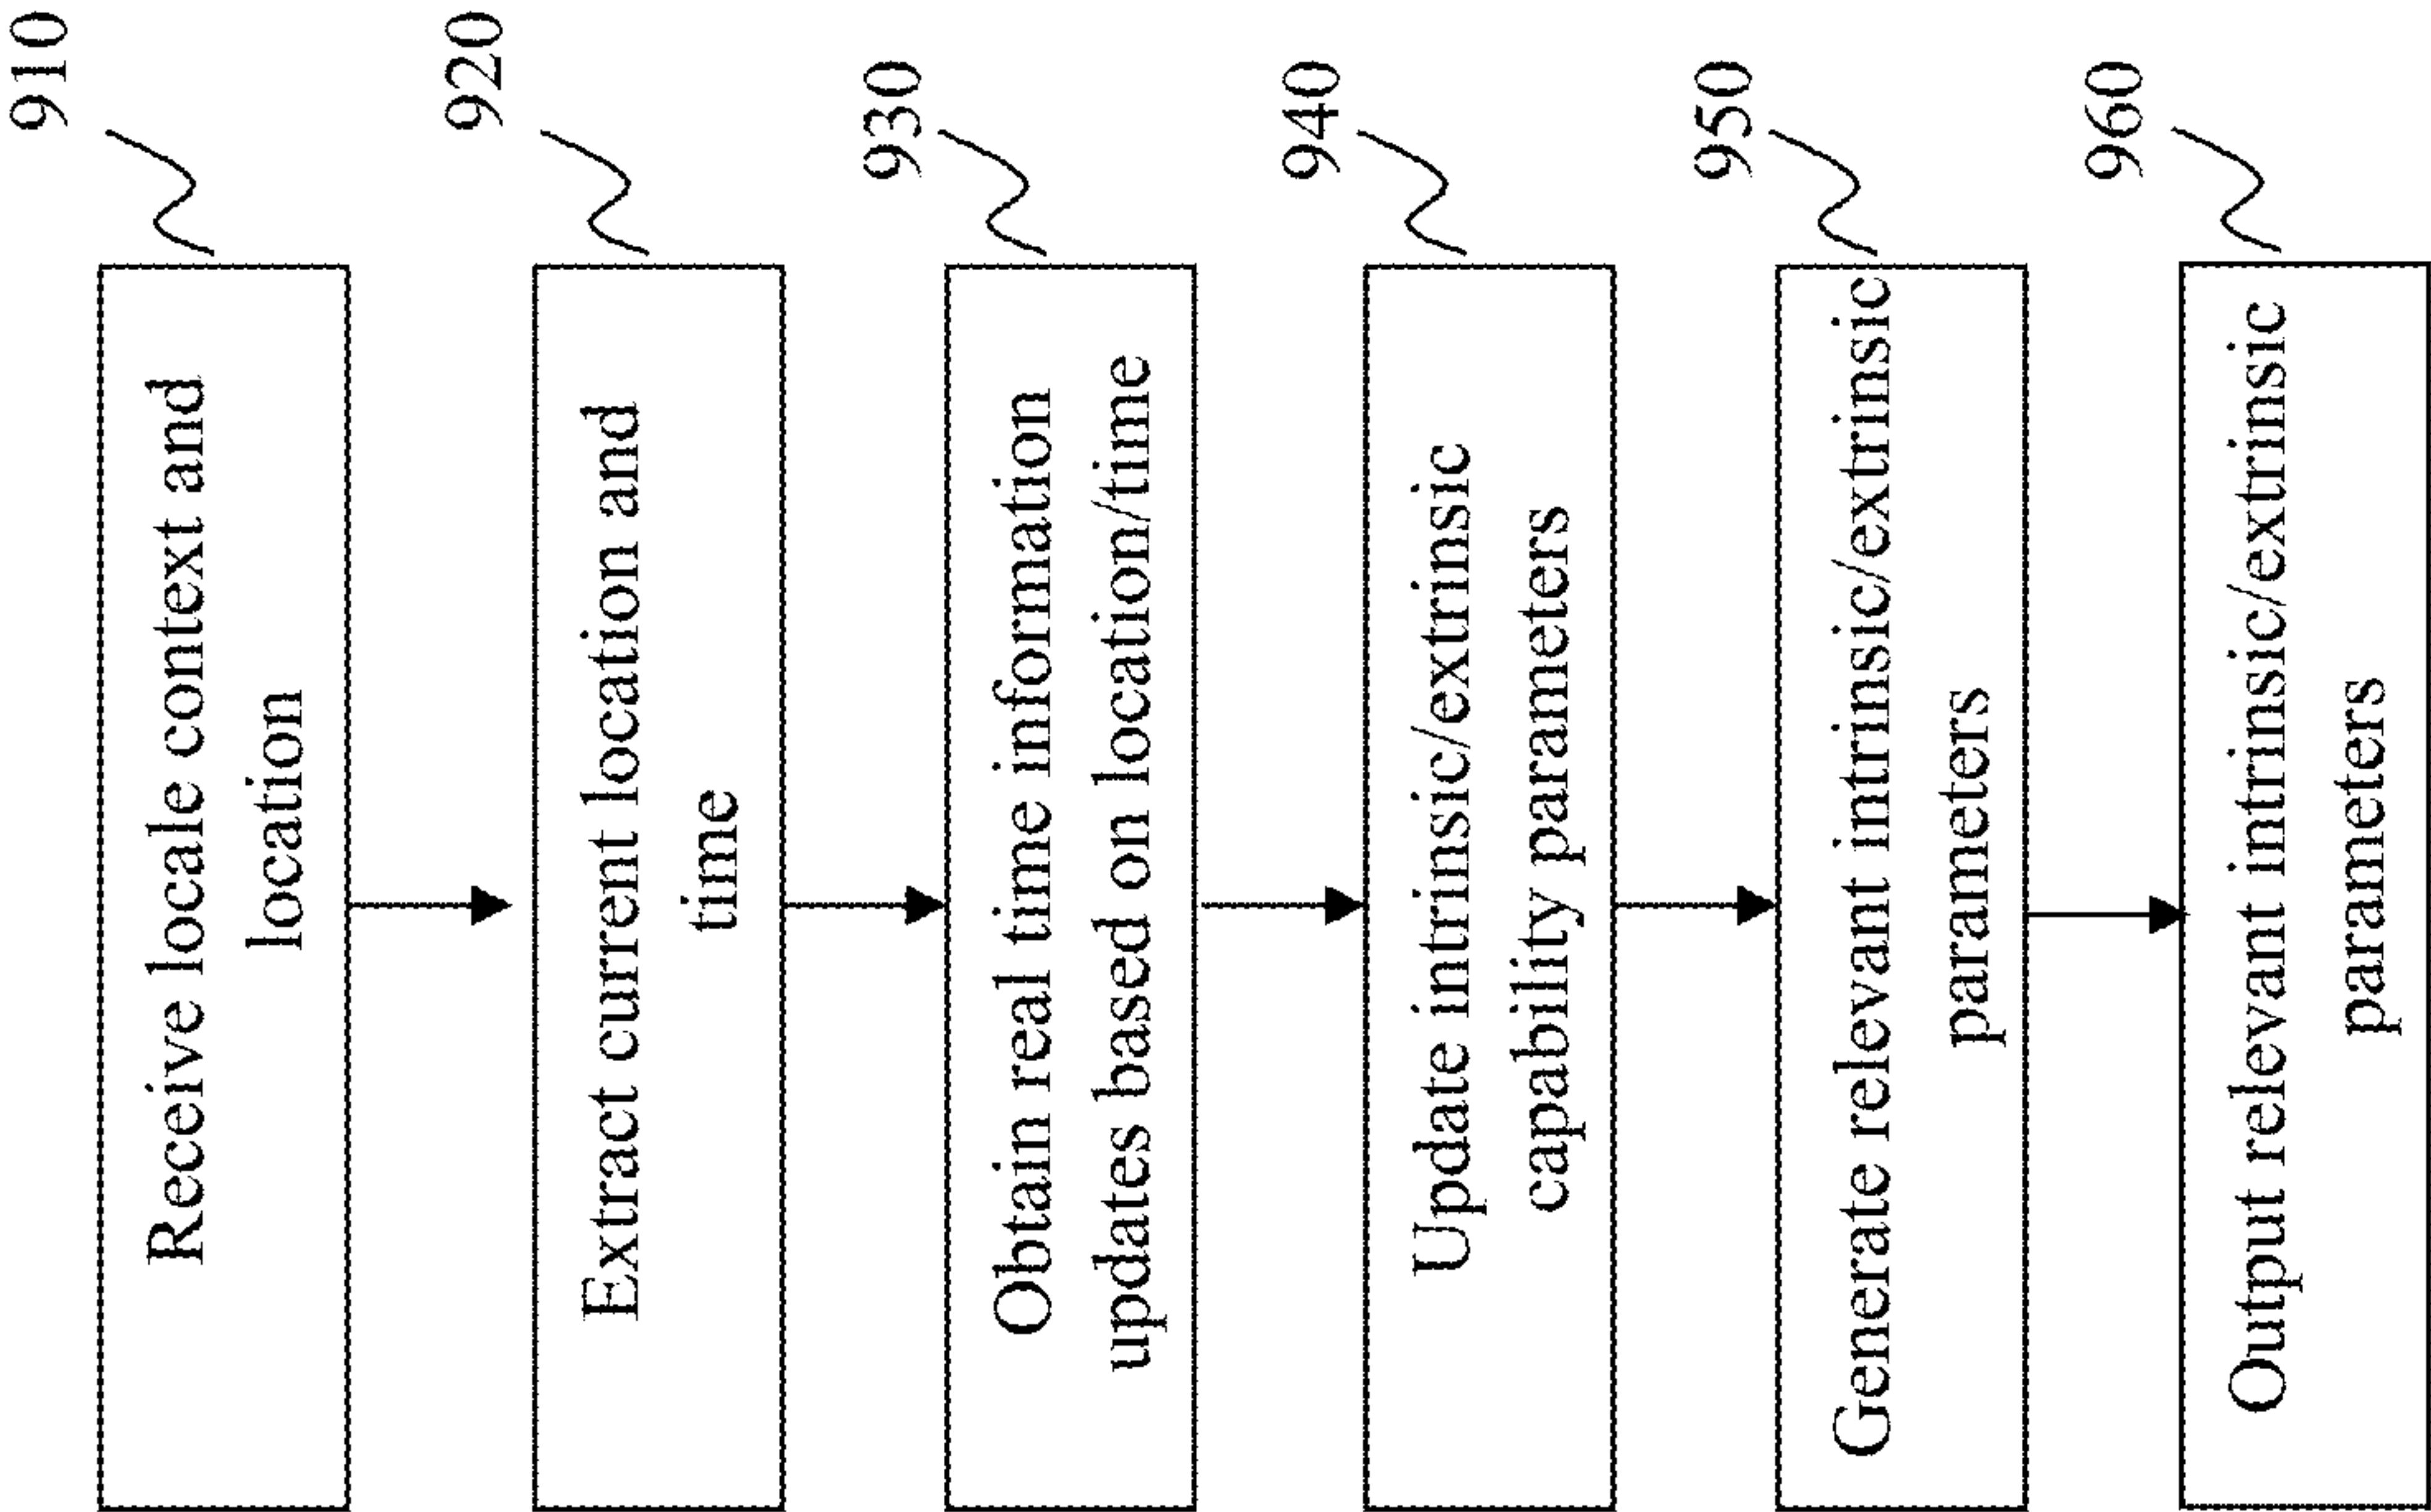 Receive locale context and
location
910
Extract current location and
time
920
Obtain real time information
updates based on location/time
930
Update intrinsic/extrinsic
capability parameters
940
Generate relevant intrinsic/extrinsic
parameters
950
Output relevant intrinsic/extrinsic
parameters
960